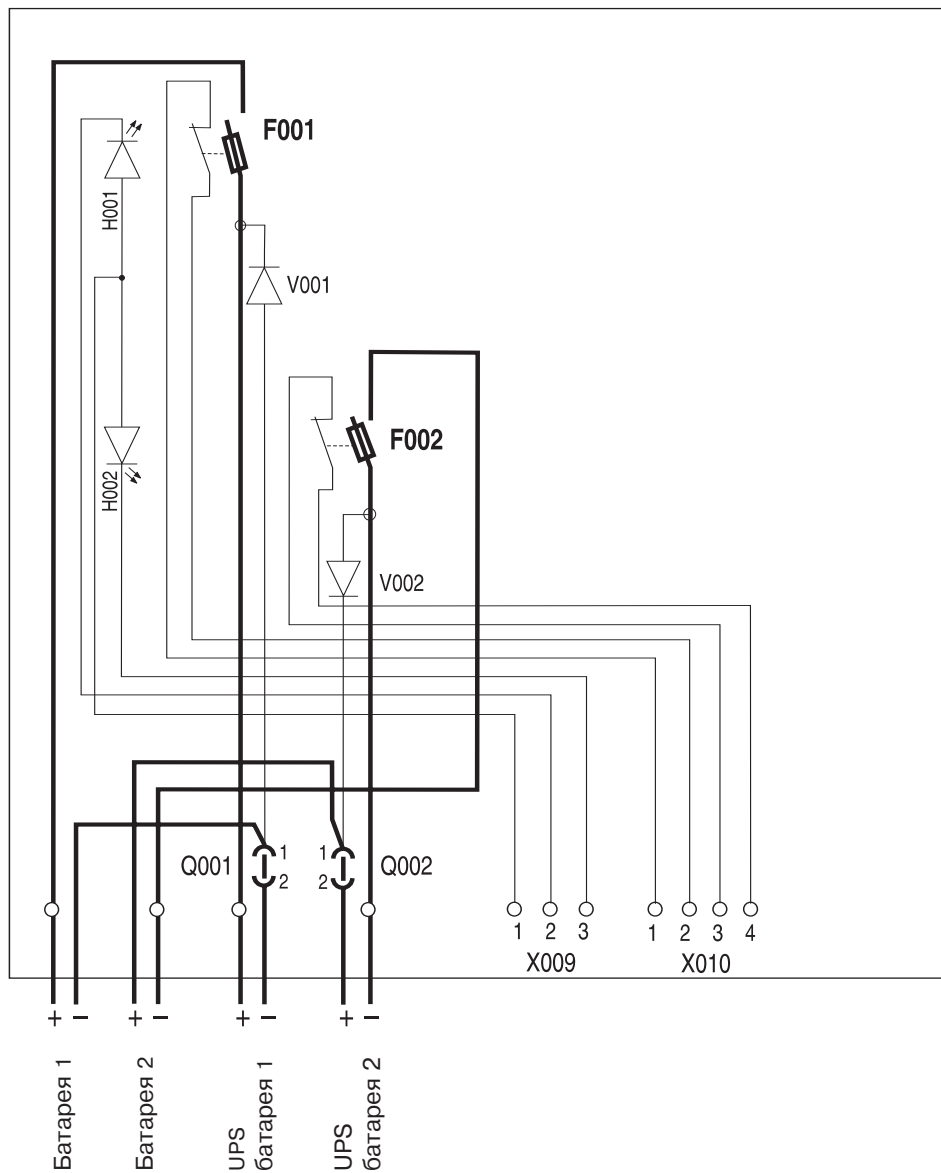 F001
H001
V001
F002
H002
V002
1
1
Q001
Q002
2
2
1
2
3
1
2
3
4
X009
X010
+ − + − + − + −
Батарея 1
Батарея 2
UPS
батарея 1
UPS
батарея 2